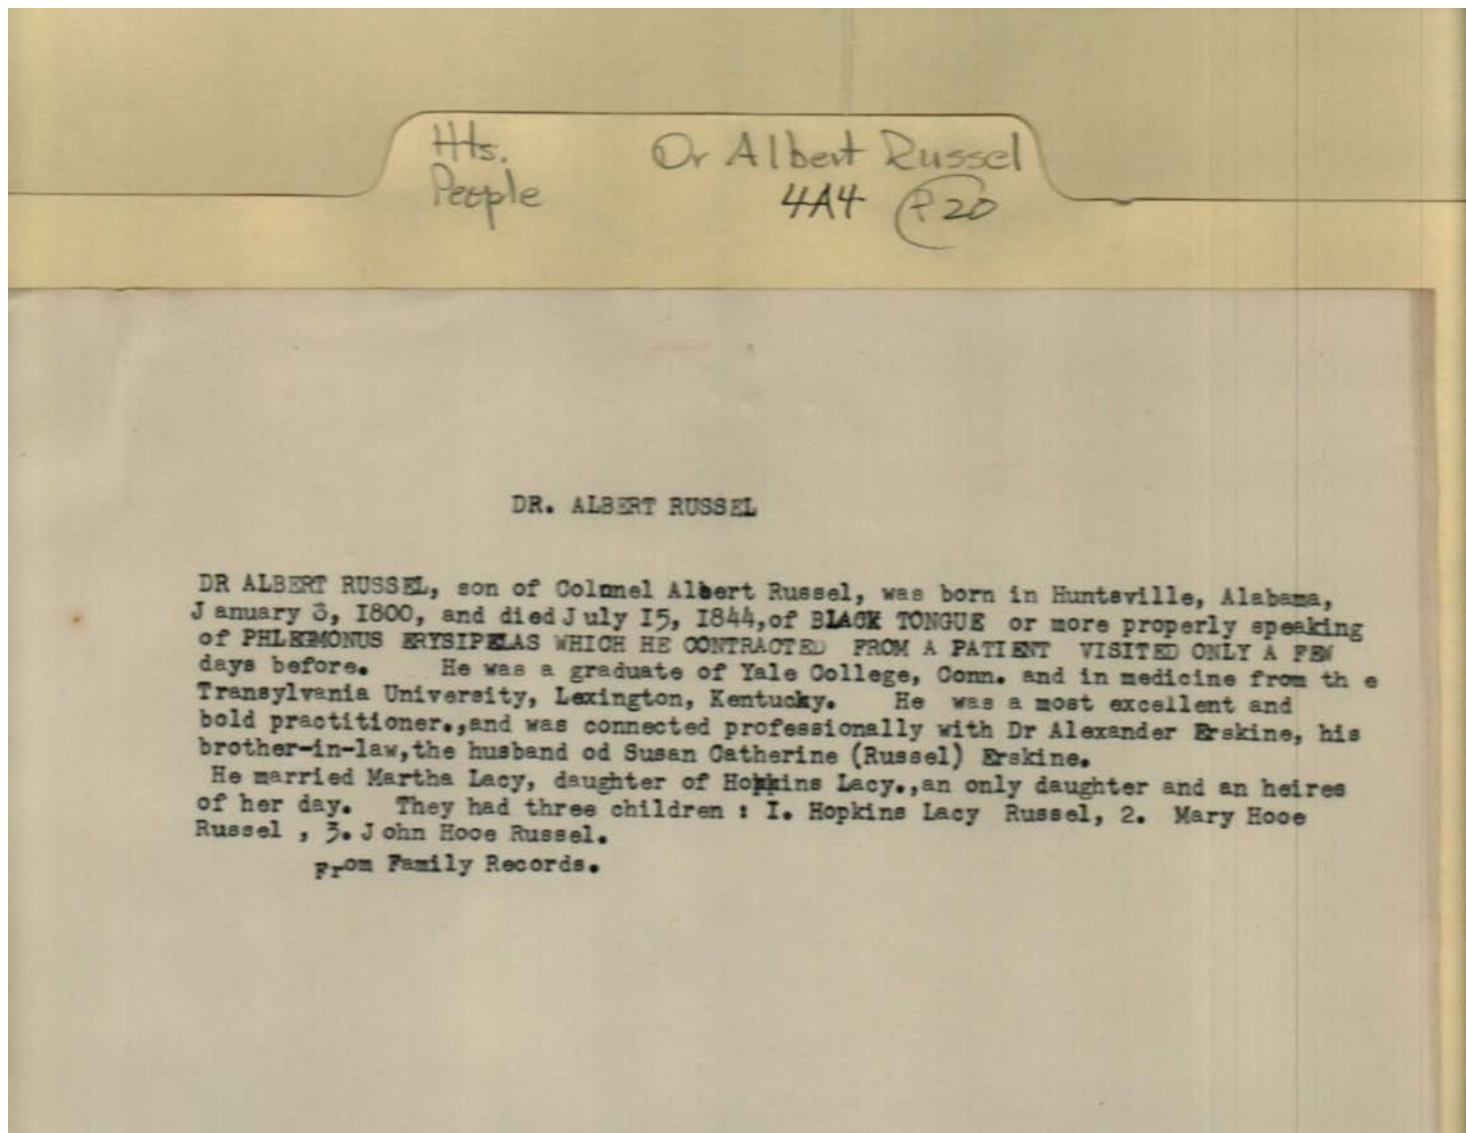 Hts. Dr Albert Russel
People 4A4 P20
DR. ALBERT RUSSEL
DR ALBERT RUSSEL, son of Colonel Albert Russel, was born in Huntsville, Alabama,
J anuary 3, I800, and died J uly I5, I844,of BLACK TONGUE or more properly speaking
of PHLEMONUS ERYSIPELAS WHICH HE CONTRACTED FROM A PATIENT VISITED ONLY A FEW
days before. He was a graduate of Yale College, Conn. and in medicine from th e
Transylvania University, Lexington, Kentucky. He was a most excellent and
bold practitioner.,and was connected professionally with Dr Alexander Erskine, his
brother-in-law,the husband od Susan Catherine (Russel) Erskine.
He married Martha Lacy, daughter of Hopkins Lacy.,an only daughter and an heires
of her day. They had three children : I. Hopkins Lacy Russel, 2. Mary Hooe
Russel , 3. J ohn Hooe Russel.
From Family Records.